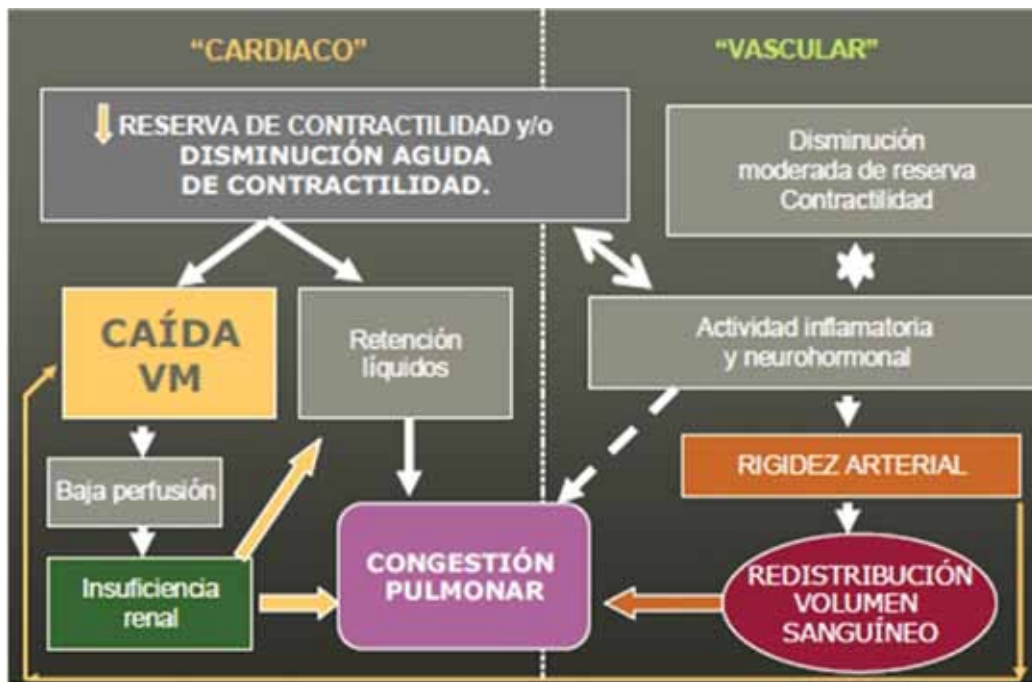 “CARDIACO”
“VASCULAR”
RESERVA DE CONTRACTILIDAD y/o
DISMINUCIÓN AGUDA
DE CONTRACTILIDAD.
Disminución
moderada de reserva
Contractilidad
CAÍDA
VM
Retención
líquidos
Actividad inflamatoria
y neurohormonal
Baja perfusión
RIGIDEZ ARTERIAL
Insuficiencia
renal
CONGESTIÓN
PULMONAR
REDISTRIBUCIÓN
VOLUMEN
SANGUÍNEO